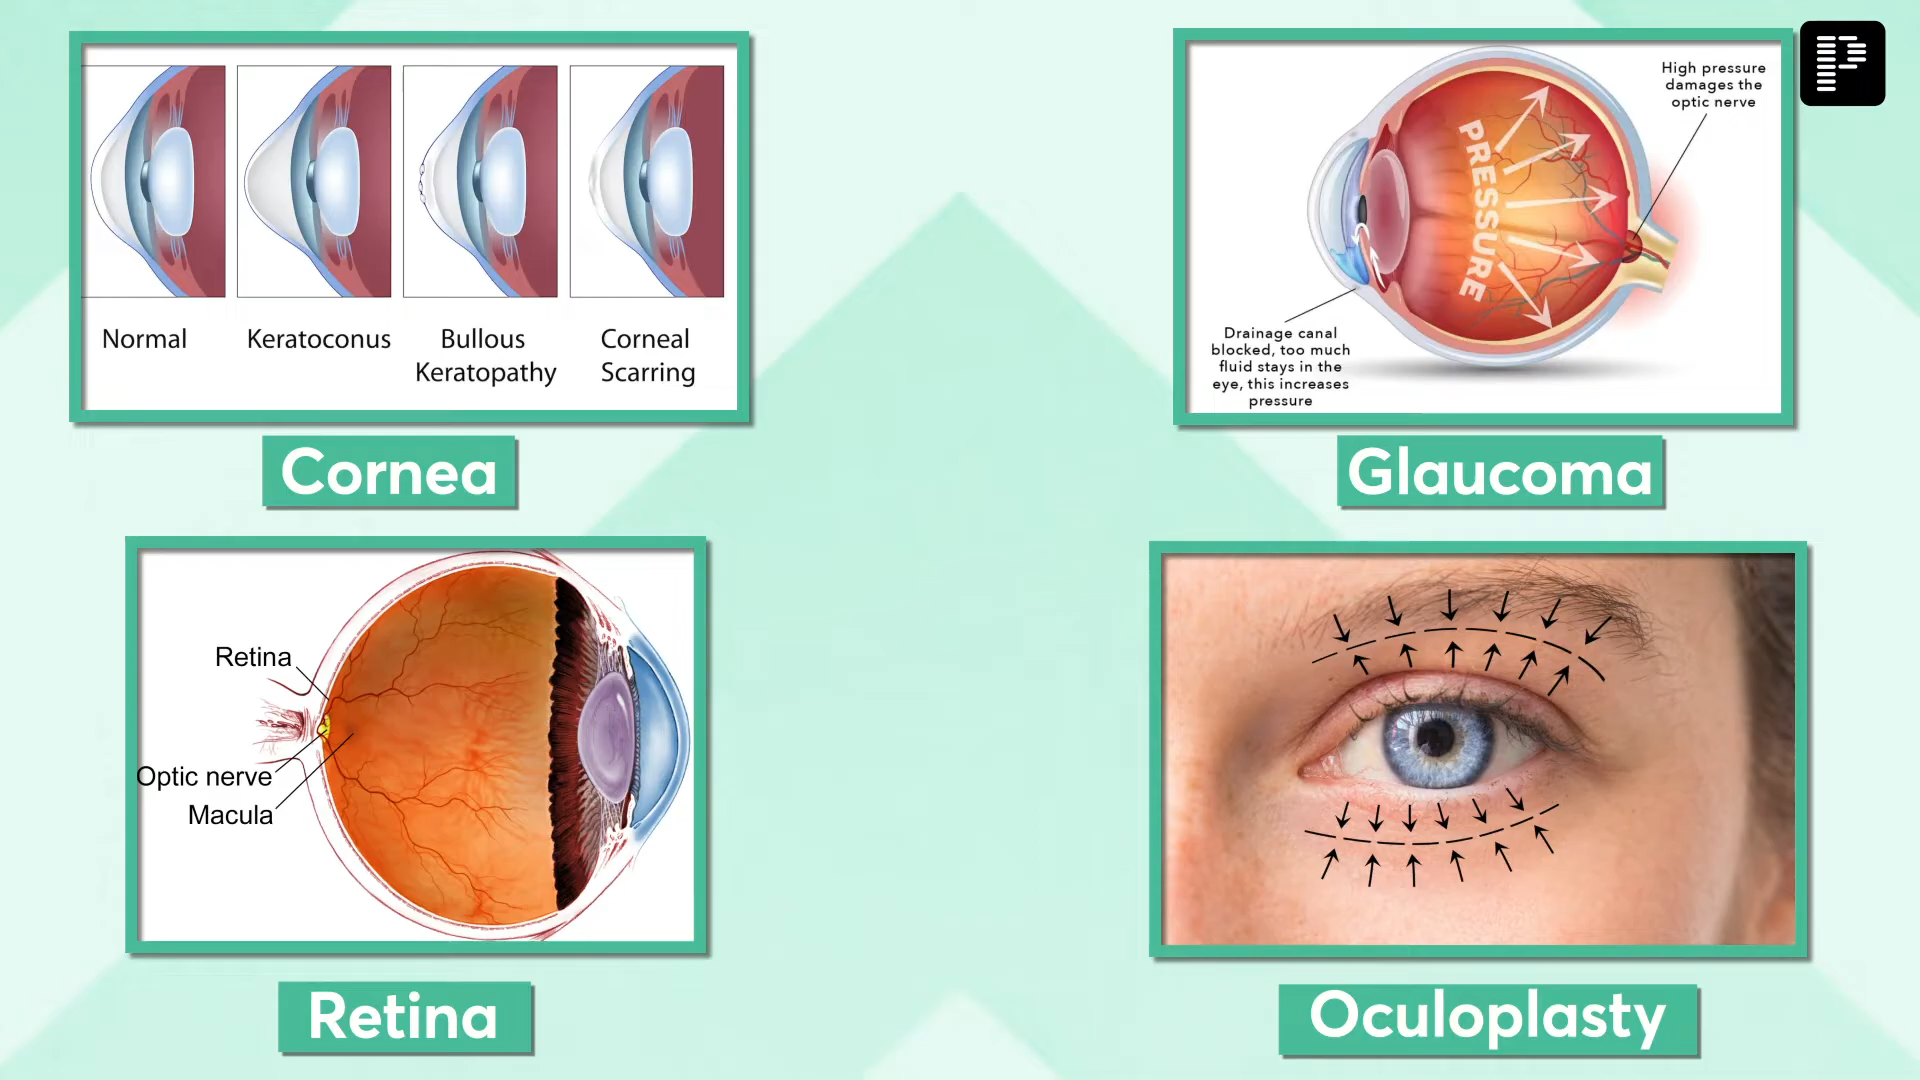 Normal
Keratoconus
Bullous
Keratopathy
Corneal
Scarring
Cornea
High pressure
damages the
optic nerve
PRESSURE
Drainage canal
blocked, too much
fluid stays in the
eye, this increases
pressure
Glaucoma
Retina
Optic nerve
Macula
Retina
Oculoplasty